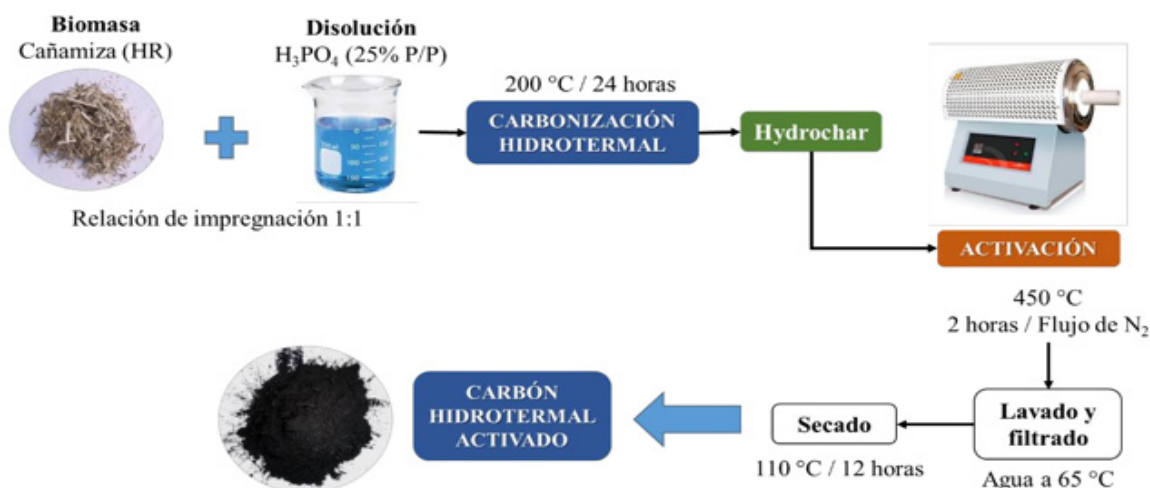 Biomasa
Cañamiza (HR)
Disolución
H₃PO₄ (25% P/P)
Relación de impregnación 1:1
200 °C / 24 horas
CARBONIZACIÓN
HIDROTERMAL
Hydrochar
ACTIVACIÓN
450 °C
2 horas / Flujo de N₂
Lavado y
filtrado
Agua a 65 °C
Secado
110 °C / 12 horas
CARBÓN
HIDROTERMAL
ACTIVADO